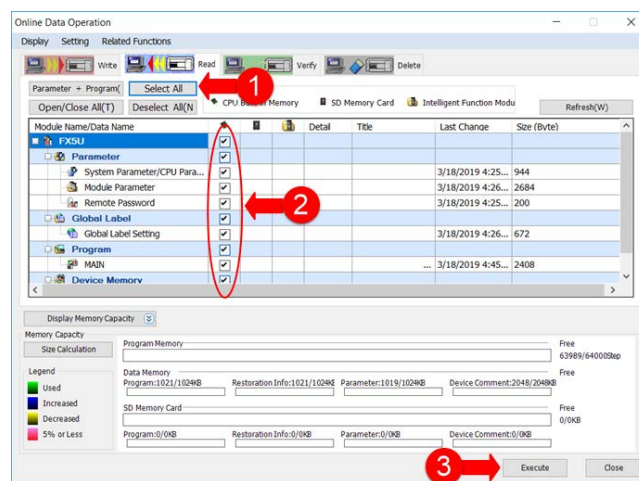 Online Data Operation
Display Setting Related Functions
Write Read Verify Delete
Parameter + Program( Select All
1
Open/Close All(T) Deselect All(N CPU Memory SD Memory Card Intelligent Function Modu Refresh(W)
Module Name/Data Name Detail Title Last Change Size (Byte)
FX5U
Parameter
System Parameter/CPU Para... 3/18/2019 4:25... 944
Module Parameter 3/18/2019 4:26... 2684
Remote Password 3/18/2019 4:25... 200
2
Global Label
Global Label Setting 3/18/2019 4:26... 672
Program
MAIN ... 3/18/2019 4:45... 2408
Device Memory
Display Memory Capacity
Memory Capacity
Size Calculation
Program Memory Free
63989/64000Step
Legend
Used
Increased
Decreased
5% or Less
Data Memory Free
Program:1021/1024KB Restoration Info:1021/1024KB Parameter:1019/1024KB Device Comment:2048/2048KB
SD Memory Card Free
0/0KB
Program:0/0KB Restoration Info:0/0KB Parameter:0/0KB Device Comment:0/0KB
3
Execute Close